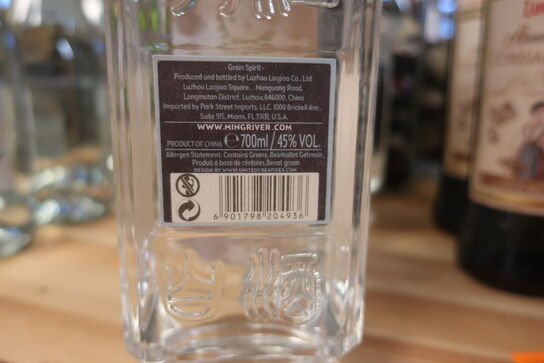 - Grain Spirit -
Produced and bottled by Luzhou Laojiao Co., Ltd
Luzhou Laojiao Square. Nanguang Road,
Longmatan District, Luzhou,646000, China
Imported by Park Street Imports, LLC, 1000 Brickell Ave.,
Suite 915, Miami, FL 33131, U.S.A.
WWW.MINGRIVER.COM
PRODUCT OF CHINA ℮700ml / 45% VOL.
Allergen Statement: Contains Grains, Beinhaltet Getreide,
Produit à base de céréales,Bevat graan
DESIGN BY WWW.UNITEDCREATIVES.COM
6 901798 204936